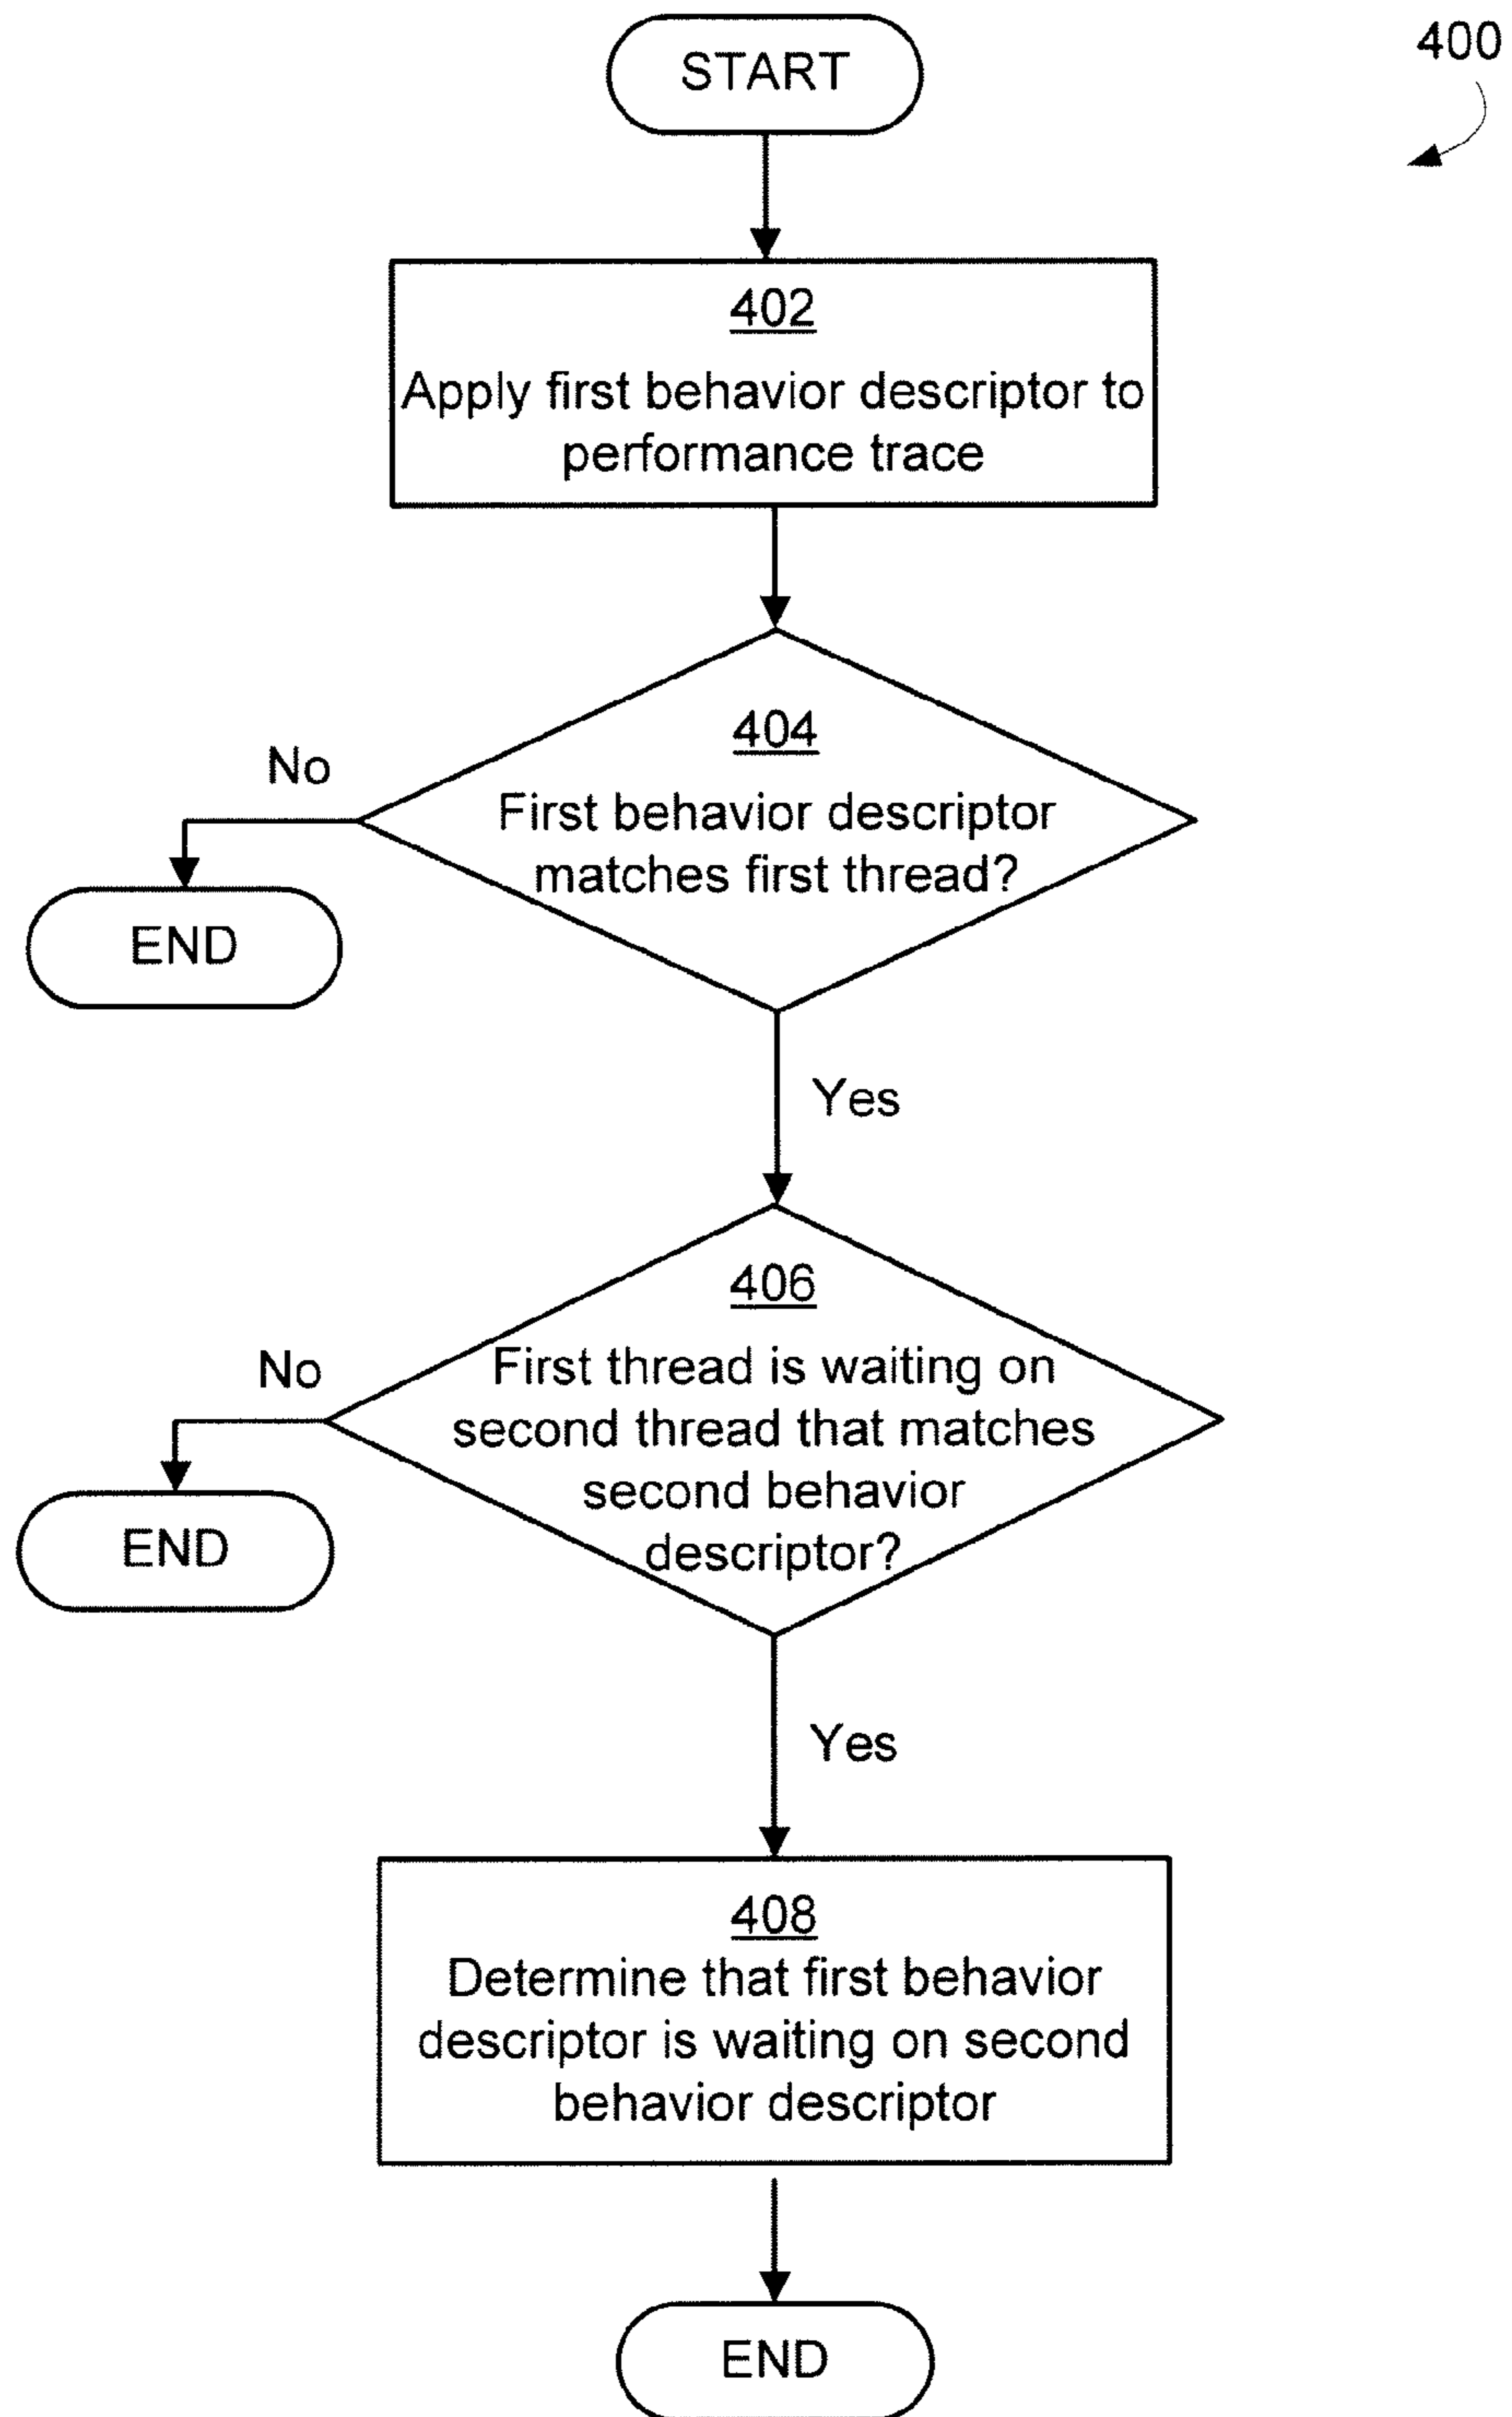 START
400
402
Apply first behavior descriptor to
performance trace
404
No
First behavior descriptor
matches first thread?
END
Yes
406
No
First thread is waiting on
second thread that matches
second behavior
descriptor?
END
Yes
408
Determine that first behavior
descriptor is waiting on second
behavior descriptor
END